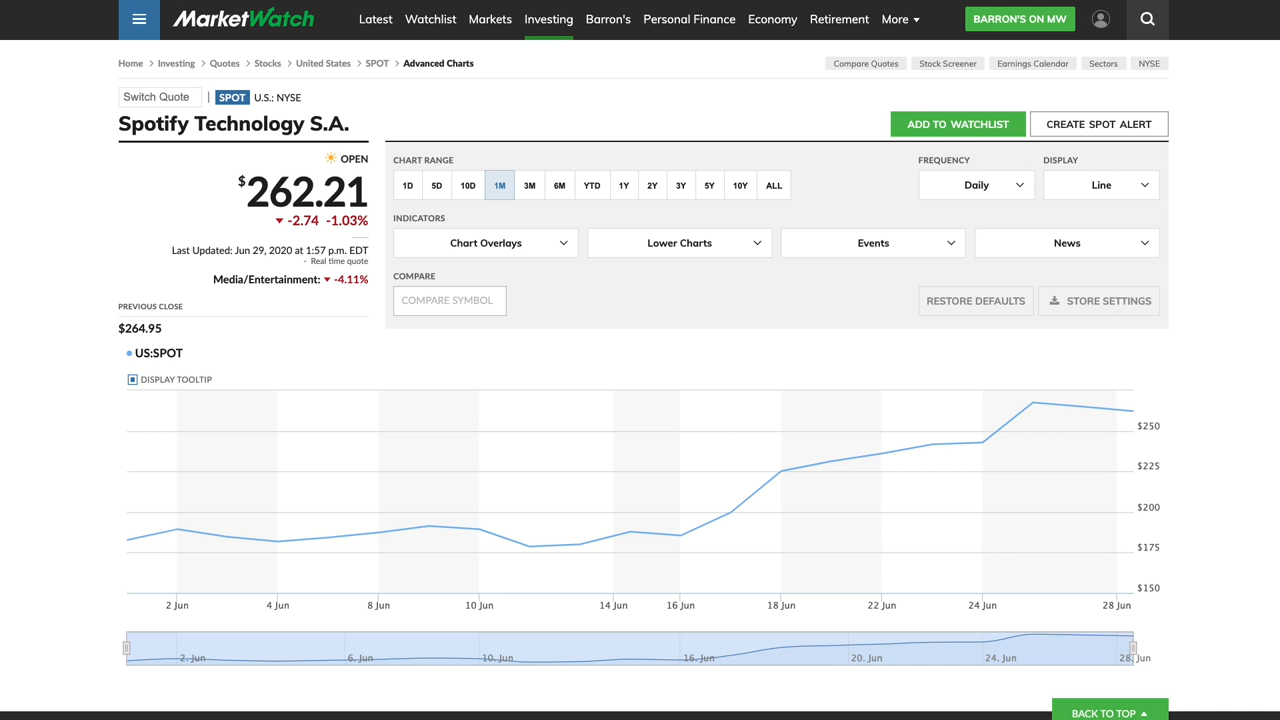 MarketWatch
Latest Watchlist Markets Investing Barron's Personal Finance Economy Retirement More
BARRON'S ON MW
Home > Investing > Quotes > Stocks > United States > SPOT > Advanced Charts
Compare Quotes Stock Screener Earnings Calendar Sectors NYSE
Switch Quote | SPOT U.S.: NYSE
Spotify Technology S.A.
ADD TO WATCHLIST CREATE SPOT ALERT
OPEN
$262.21
-2.74 -1.03%
Last Updated: Jun 29, 2020 at 1:57 p.m. EDT
- Real time quote
Media/Entertainment: -4.11%
PREVIOUS CLOSE
$264.95
CHART RANGE
1D 5D 10D 1M 3M 6M YTD 1Y 2Y 3Y 5Y 10Y ALL
FREQUENCY
Daily
DISPLAY
Line
INDICATORS
Chart Overlays Lower Charts Events News
COMPARE
COMPARE SYMBOL
RESTORE DEFAULTS STORE SETTINGS
US:SPOT
DISPLAY TOOLTIP
$250
$225
$200
$175
$150
2 Jun 4 Jun 8 Jun 10 Jun 14 Jun 16 Jun 18 Jun 22 Jun 24 Jun 28 Jun
2. Jun 6. Jun 10. Jun 16. Jun 20. Jun 24. Jun 28. Jun
BACK TO TOP